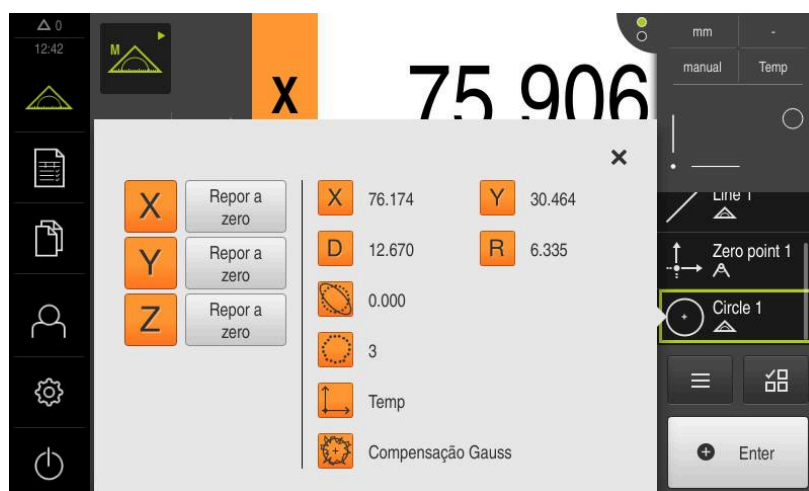 0
12:42
M
X
75.906
mm
-
manual
Temp
X
Repor a
zero
Y
Repor a
zero
Z
Repor a
zero
X
76.174
Y
30.464
D
12.670
R
6.335
0.000
3
Temp
Compensação Gauss
Line 1
Zero point 1
Circle 1
Enter